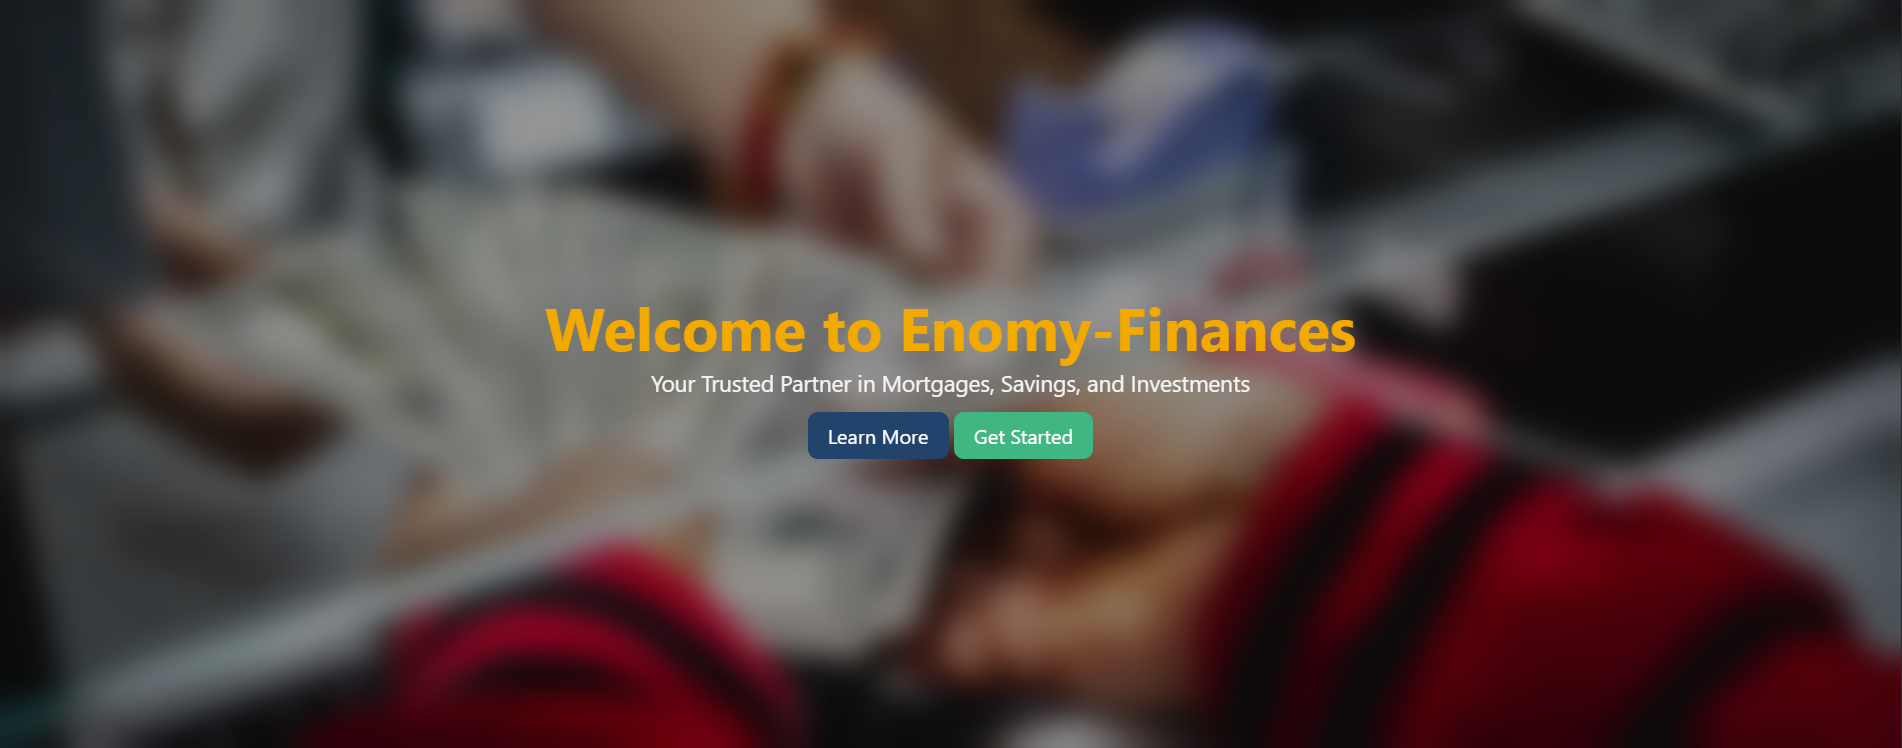 Welcome to Enomy-Finances
Your Trusted Partner in Mortgages, Savings, and Investments
Learn More
Get Started